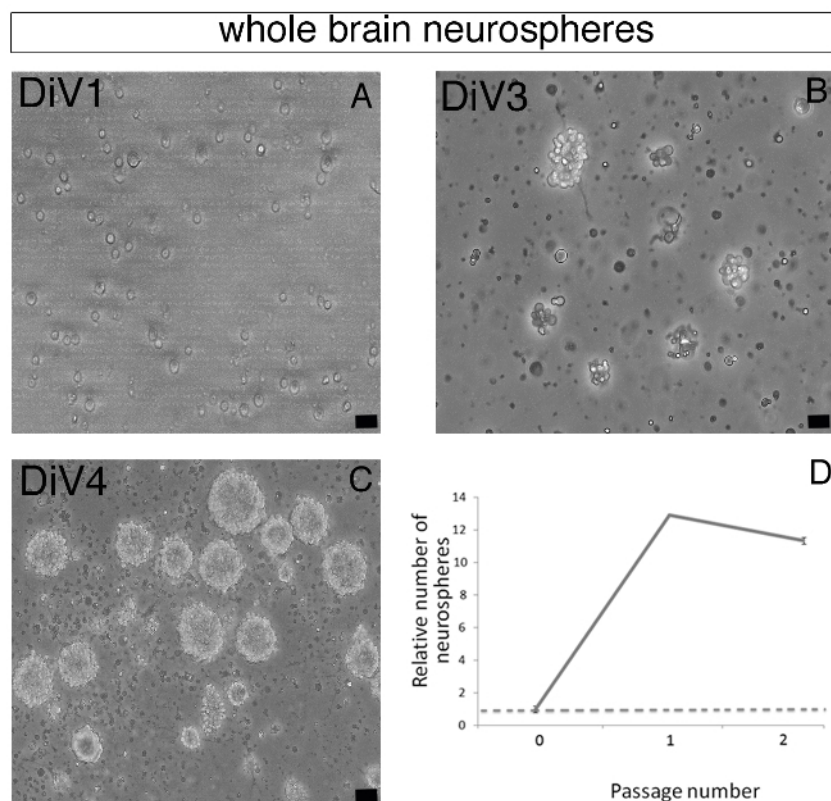 whole brain neurospheres
DiV1 A
DiV3 B
DiV4 C
D
Relative number of
neurospheres
14
12
10
8
6
4
2
0
0 1 2
Passage number